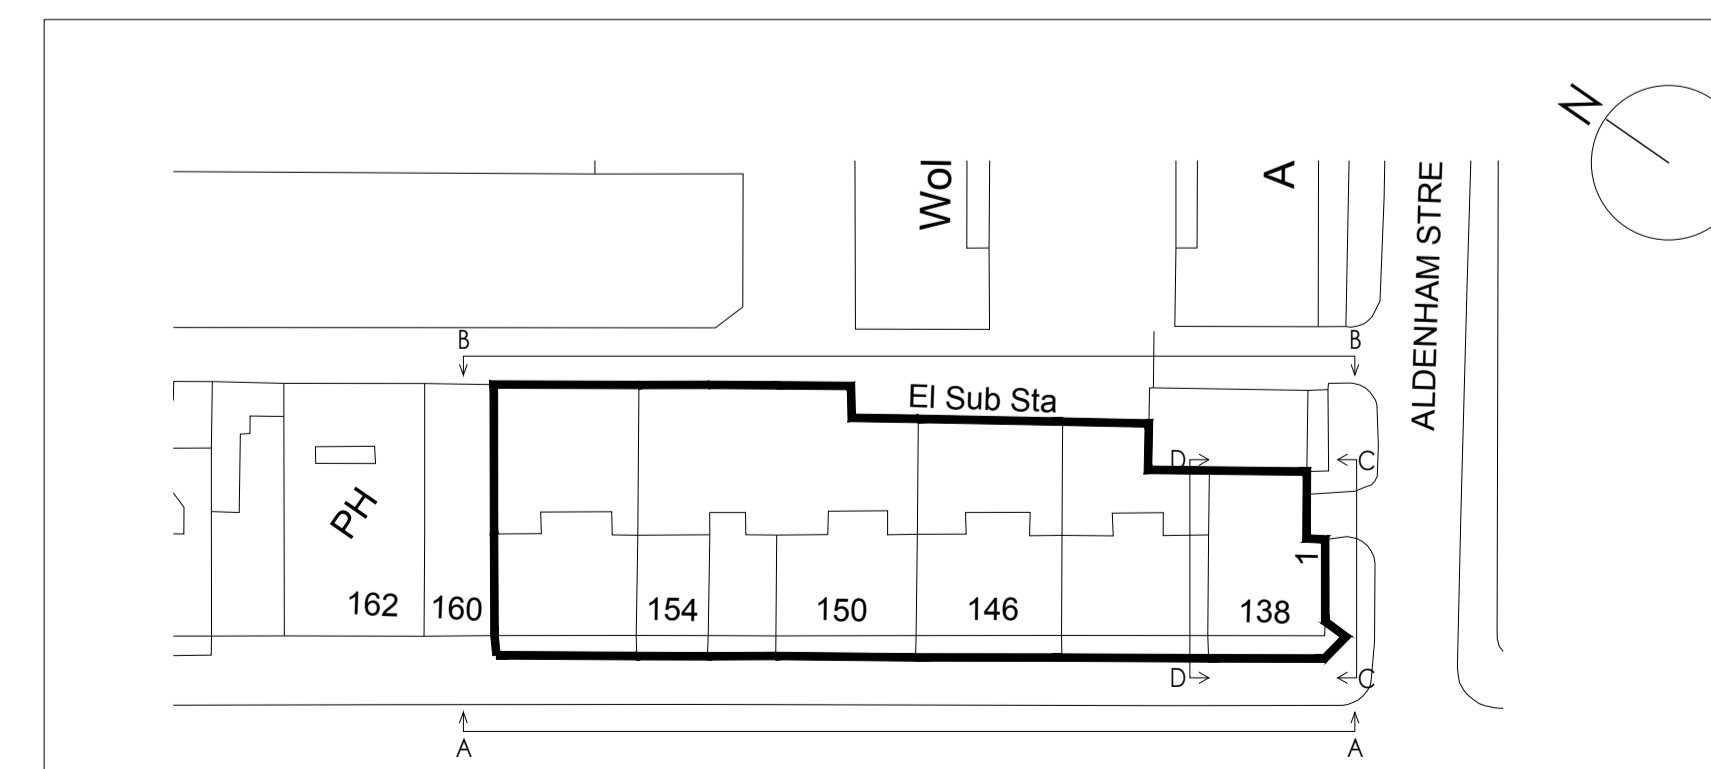 N
Wol
A
ALDENHAM STRE
B
B
El Sub Sta
D
C
PH
1
162
160
154
150
146
138
D
C
A
A